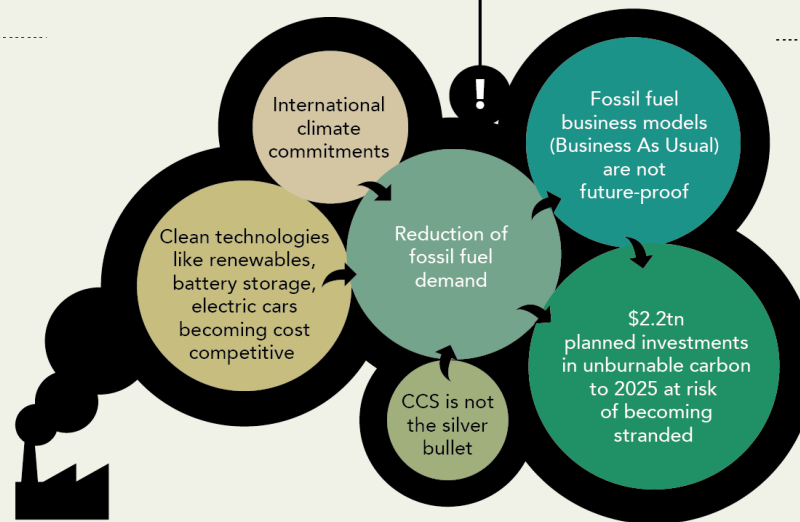 International
climate
commitments
!
Fossil fuel
business models
(Business As Usual)
are not
future-proof
Clean technologies
like renewables,
battery storage,
electric cars
becoming cost
competitive
Reduction of
fossil fuel
demand
$2.2tn
planned investments
in unburnable carbon
to 2025 at risk
of becoming
stranded
CCS is not
the silver
bullet